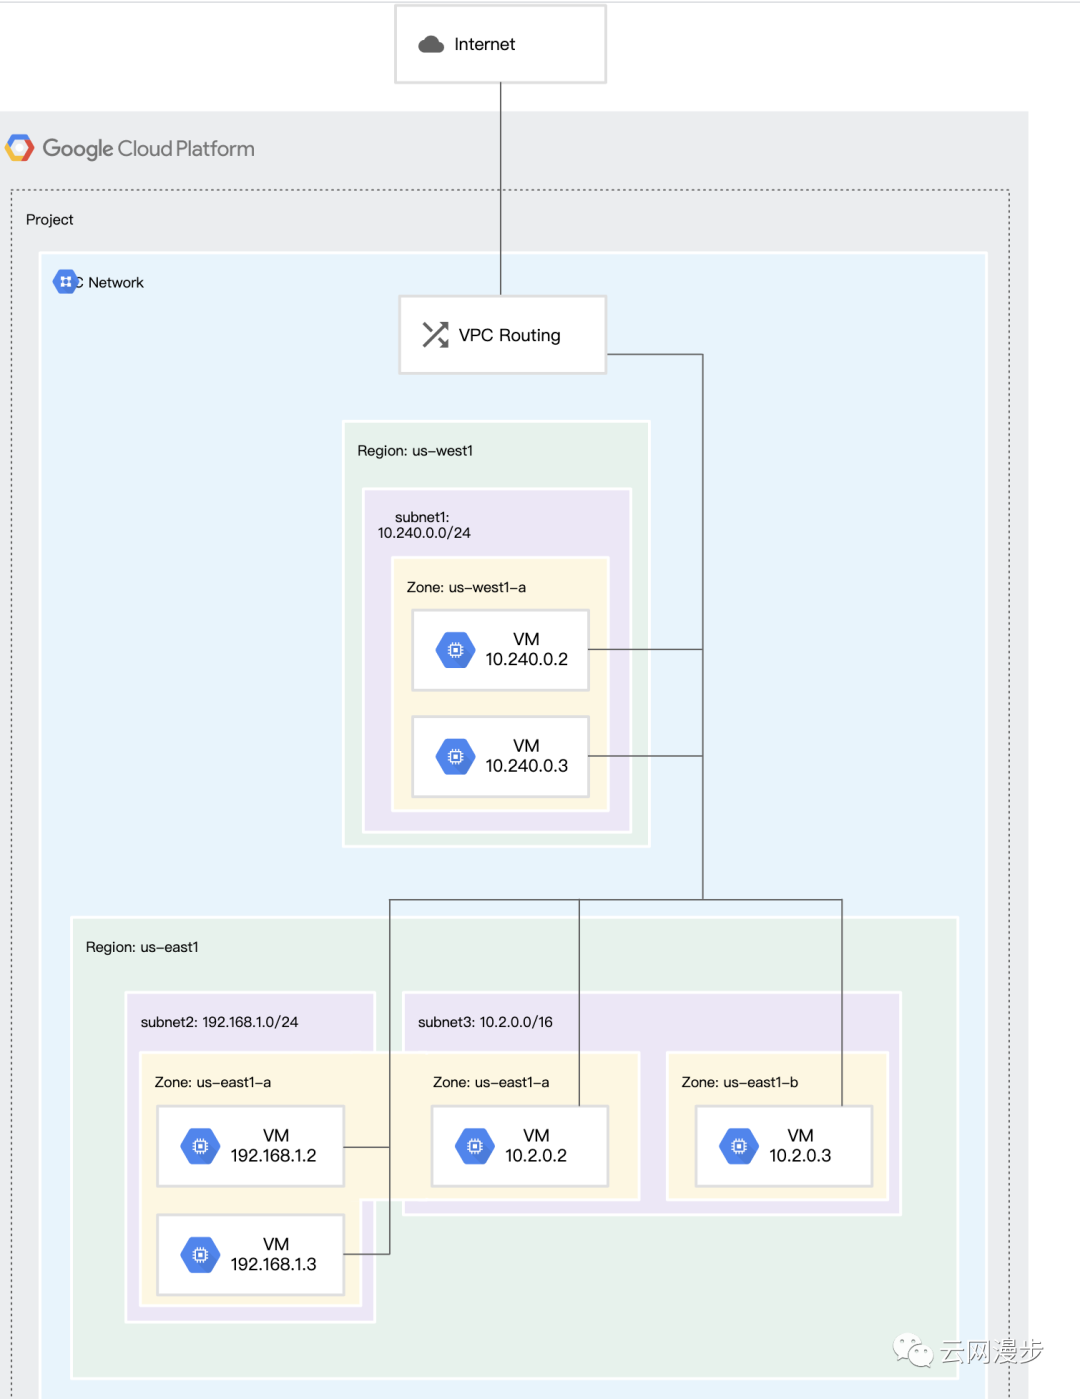 Internet
Google Cloud Platform
Project
C Network
VPC Routing
Region: us-west1
subnet1:
10.240.0.0/24
Zone: us-west1-a
VM
10.240.0.2
VM
10.240.0.3
Region: us-east1
subnet2: 192.168.1.0/24
subnet3: 10.2.0.0/16
Zone: us-east1-a
Zone: us-east1-a
Zone: us-east1-b
VM
192.168.1.2
VM
10.2.0.2
VM
10.2.0.3
VM
192.168.1.3
云网漫步